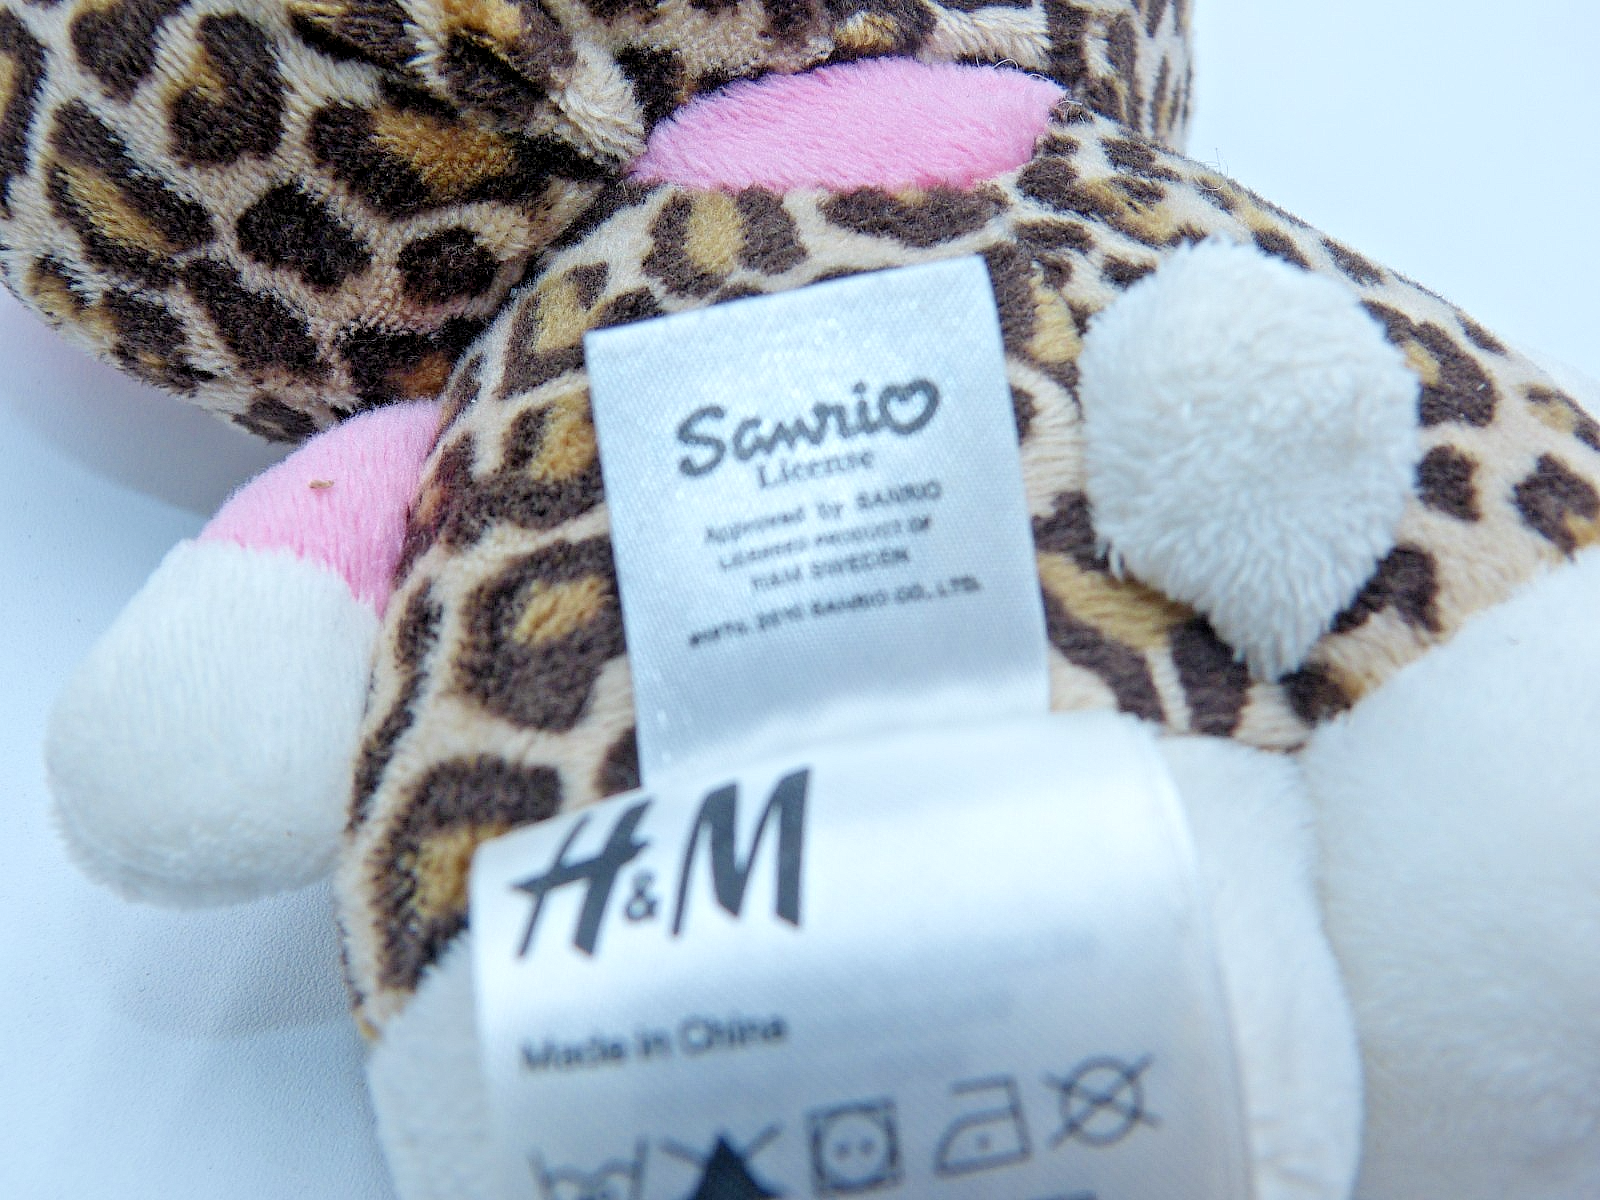 Sanrio
License
Approved by SANRIO
LICENSED PRODUCT OF
H&M SWEDEN
©1976, 2010 SANRIO CO., LTD.
H&M
Made in China